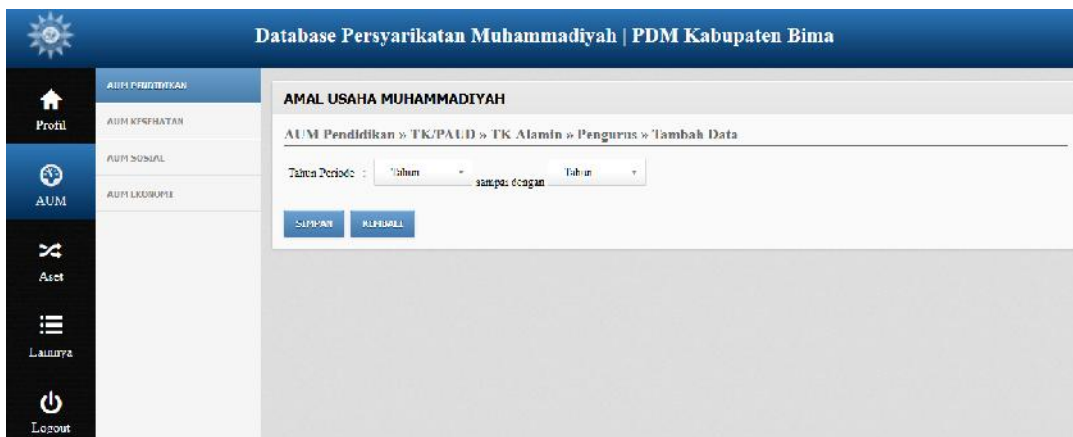 Database Persyarikatan Muhammadiyah | PDM Kabupaten Bima
Profil
AUM
Aset
Lainnya
Logout
AUM PENDIDIKAN
AUM KESEHATAN
AUM SOSIAL
AUM EKONOMI
AMAL USAHA MUHAMMADIYAH
AUM Pendidikan » TK/PAUD » TK Alamin » Pengurus » Tambah Data
Tahun Periode : Tahun sampai dengan Tahun
SIMPAN KEMBALI